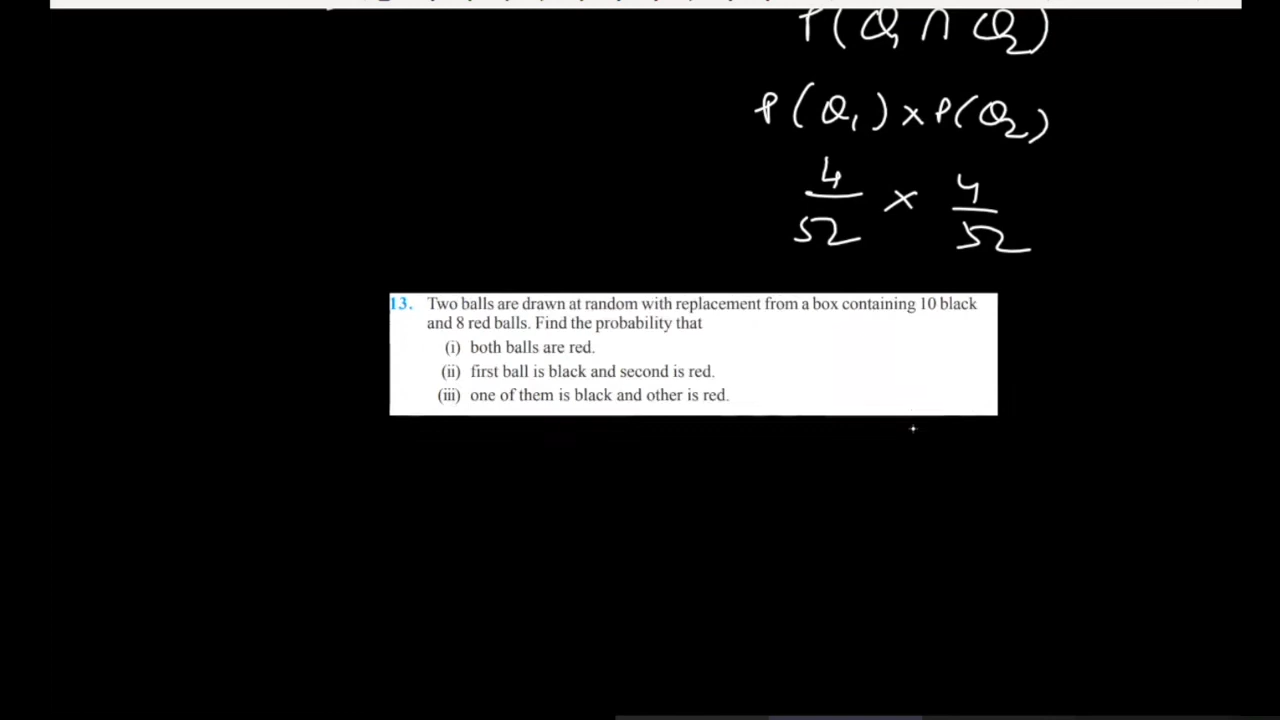 P(Q₁ ∩ Q₂)
P(Q₁) × P(Q₂)
4/52 × 4/52
13. Two balls are drawn at random with replacement from a box containing 10 black
and 8 red balls. Find the probability that
(i) both balls are red.
(ii) first ball is black and second is red.
(iii) one of them is black and other is red.